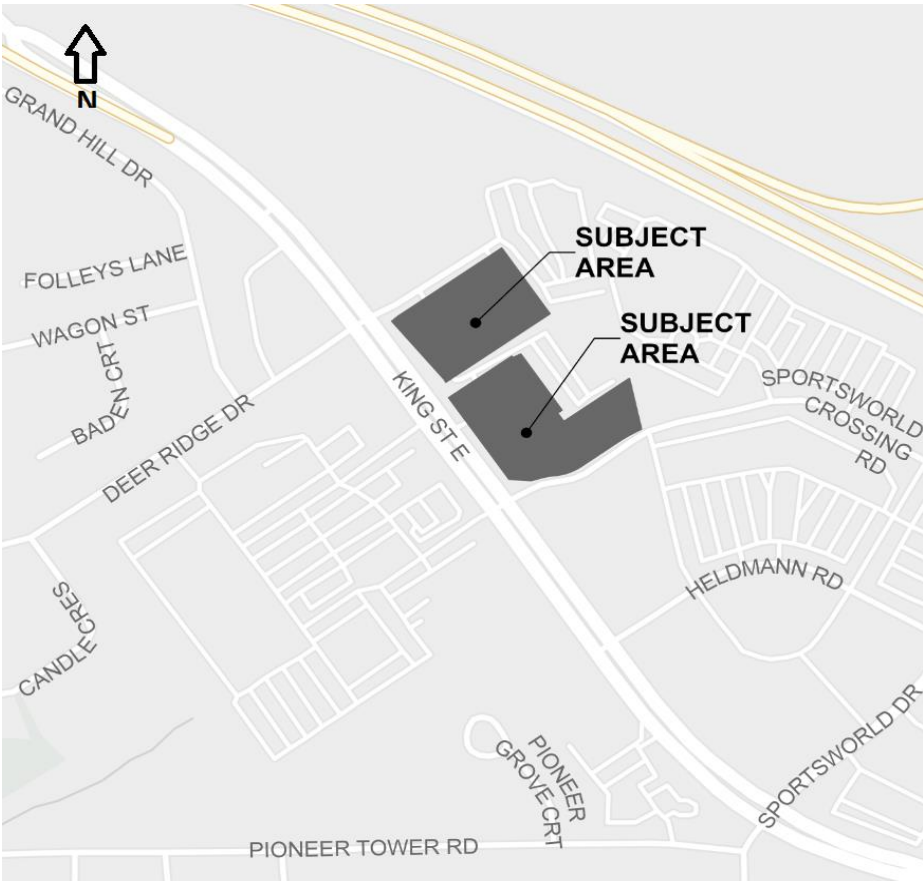 N
GRAND HILL DR
FOLLEYS LANE
WAGON ST
BADEN CRT
DEER RIDGE DR
KING ST E
SUBJECT
AREA
SUBJECT
AREA
SPORTSWORLD
CROSSING
RD
HELDMANN RD
CANDLE CRES
SPORTSWORLD DR
PIONEER
GROVE CRT
PIONEER TOWER RD